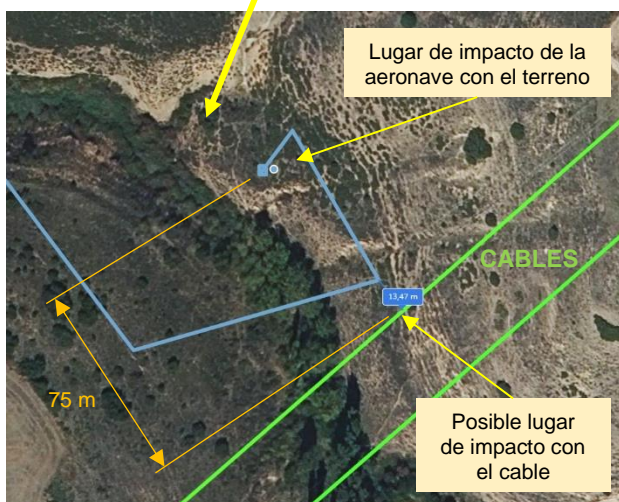 Lugar de impacto de la
aeronave con el terreno
CABLES
13,47 m
75 m
Posible lugar
de impacto con
el cable